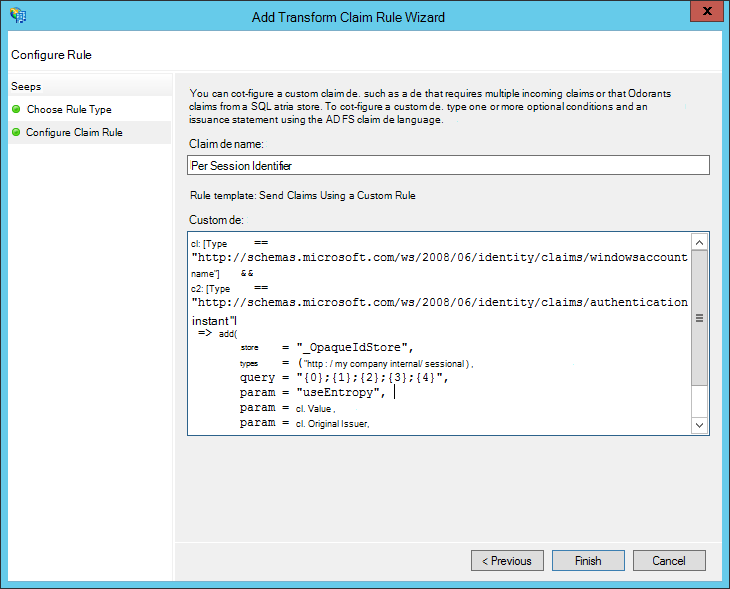 Add Transform Claim Rule Wizard
X
Configure Rule
Seeps
Choose Rule Type
Configure Claim Rule
You can cot-figure a custom claim de. such as a de that requires multiple incoming claims or that Odorants
claims from a SQL atria store. To cot-figure a custom de. type one or more optional conditions and an
issuance statement using the AD FS claim de language.
Claim de name:
Per Session Identifier
Rule template: Send Claims Using a Custom Rule
Custom de:
cl: [Type ==
"http://schemas.microsoft.com/ws/2008/06/identity/claims/windowsaccount
name"] &&
c2: [Type ==
"http://schemas.microsoft.com/ws/2008/06/identity/claims/authentication
instant"l
=> add(
store = "_OpaqueIdStore",
types = ("http : / my company internal/ sessional ) ,
query = "{0};{1};{2};{3};{4}",
param = "useEntropy",
param = cl. Value ,
param = cl. Original Issuer,
< Previous Finish Cancel